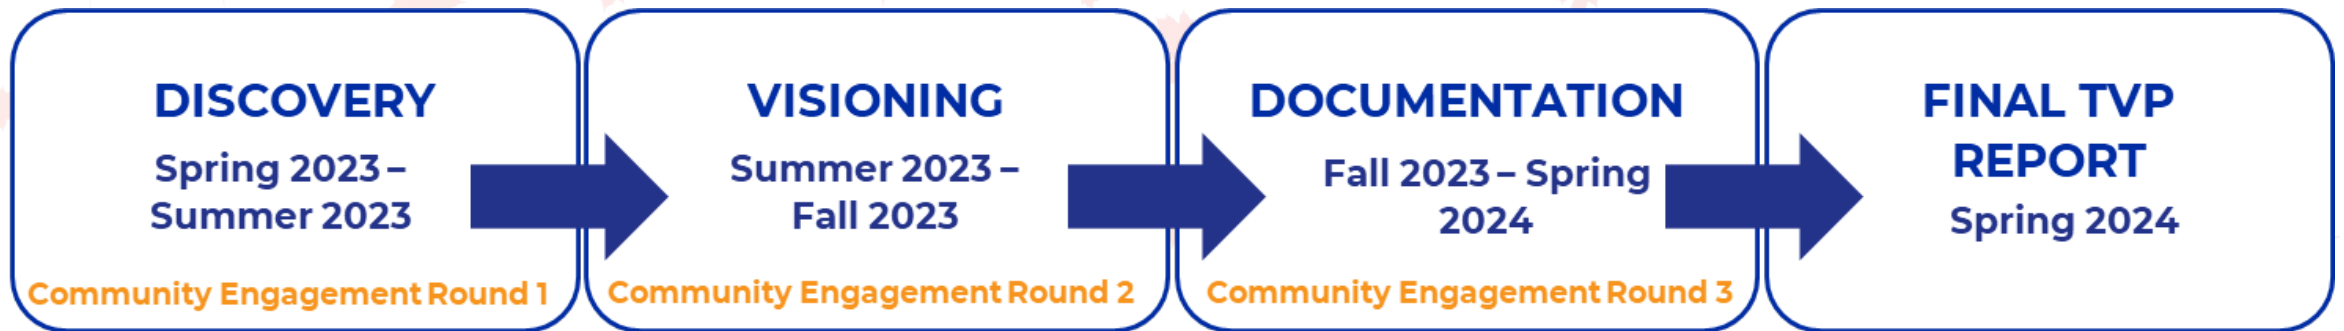 DISCOVERY
Spring 2023 –
Summer 2023
Community Engagement Round 1
VISIONING
Summer 2023 –
Fall 2023
Community Engagement Round 2
DOCUMENTATION
Fall 2023 – Spring
2024
Community Engagement Round 3
FINAL TVP
REPORT
Spring 2024